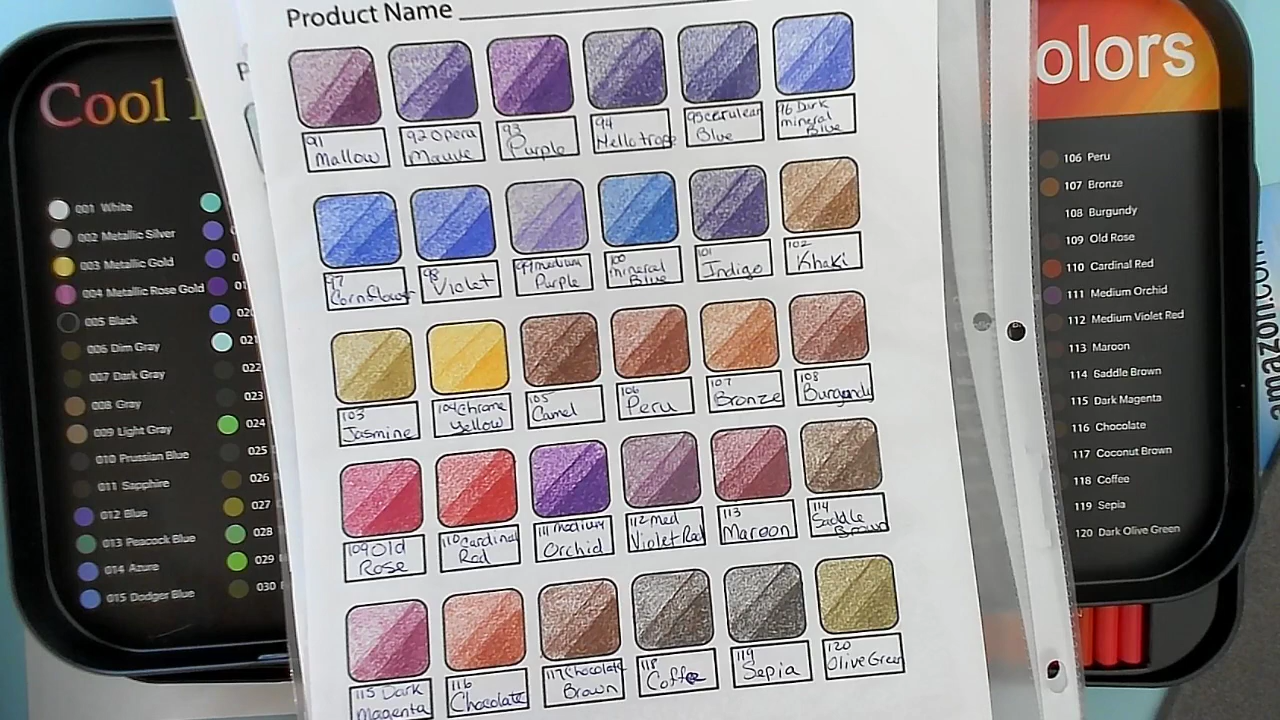 Product Name
91
Mallow
92 Opera
Mauve
93
Purple
94
Hellotrope
95 cerulean
Blue
96 Dark
mineral
Blue
97
Cornflower
98
Violet
99 medium
Purple
100
mineral
Blue
101
Indigo
102
Khaki
103
Jasmine
104 Chrome
Yellow
105
Camel
106
Peru
107
Bronze
108
Burgandy
109 Old
Rose
110 Cardinal
Red
111 medium
Orchid
112 Med
Violet Red
113
Maroon
114
Saddle
Brown
115 Dark
Magenta
116
Chocolate
117 Chocolate
Brown
118
Coffee
119
Sepia
120
Olive Green
Cool
001 White
002 Metallic Silver
003 Metallic Gold
004 Metallic Rose Gold
005 Black
006 Dim Gray
007 Dark Gray
008 Gray
009 Light Gray
010 Prussian Blue
011 Sapphire
012 Blue
013 Peacock Blue
014 Azure
015 Dodger Blue
022
023
024
025
026
027
028
029
030
olors
106 Peru
107 Bronze
108 Burgundy
109 Old Rose
110 Cardinal Red
111 Medium Orchid
112 Medium Violet Red
113 Maroon
114 Saddle Brown
115 Dark Magenta
116 Chocolate
117 Coconut Brown
118 Coffee
119 Sepia
120 Dark Olive Green
amazon.com